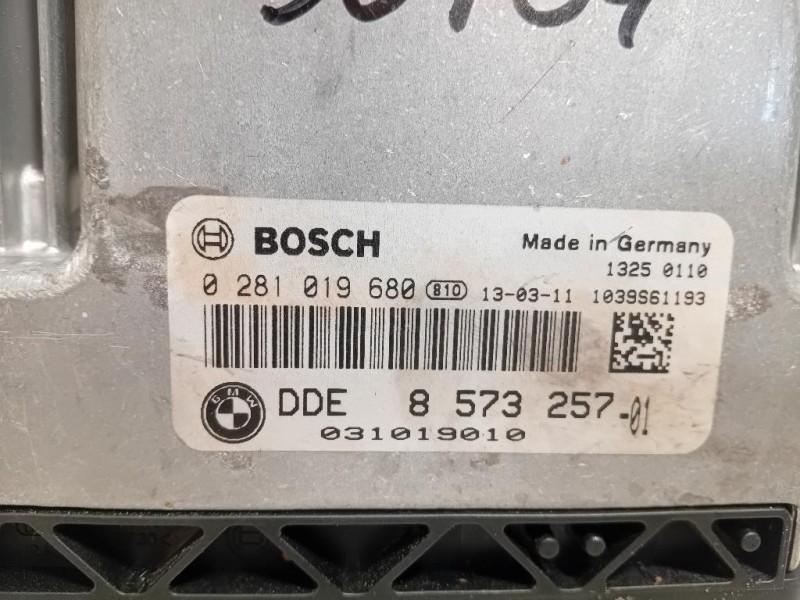 BOSCH
Made in Germany
1325 0110
0 281 019 680 810 13-03-11 1039S61193
BMW
DDE 8 573 257-01
031019010